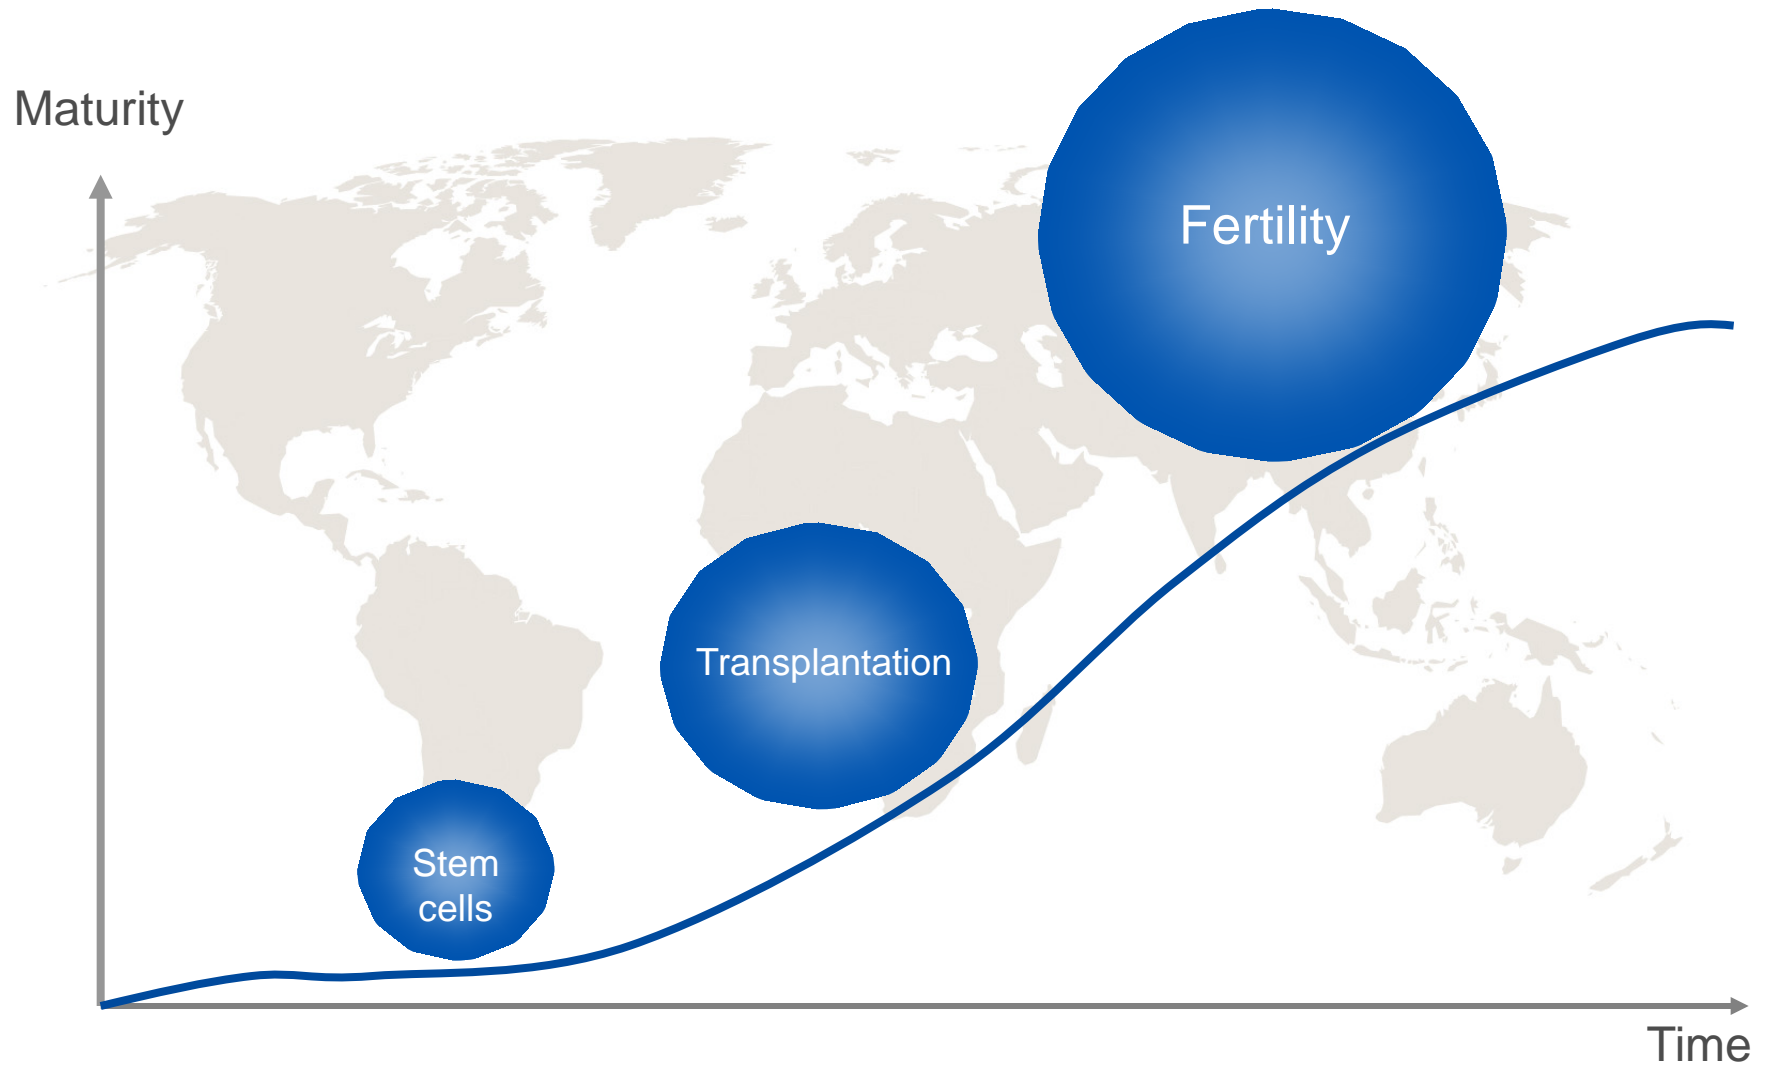 Maturity
Fertility
Transplantation
Stem
cells
Time